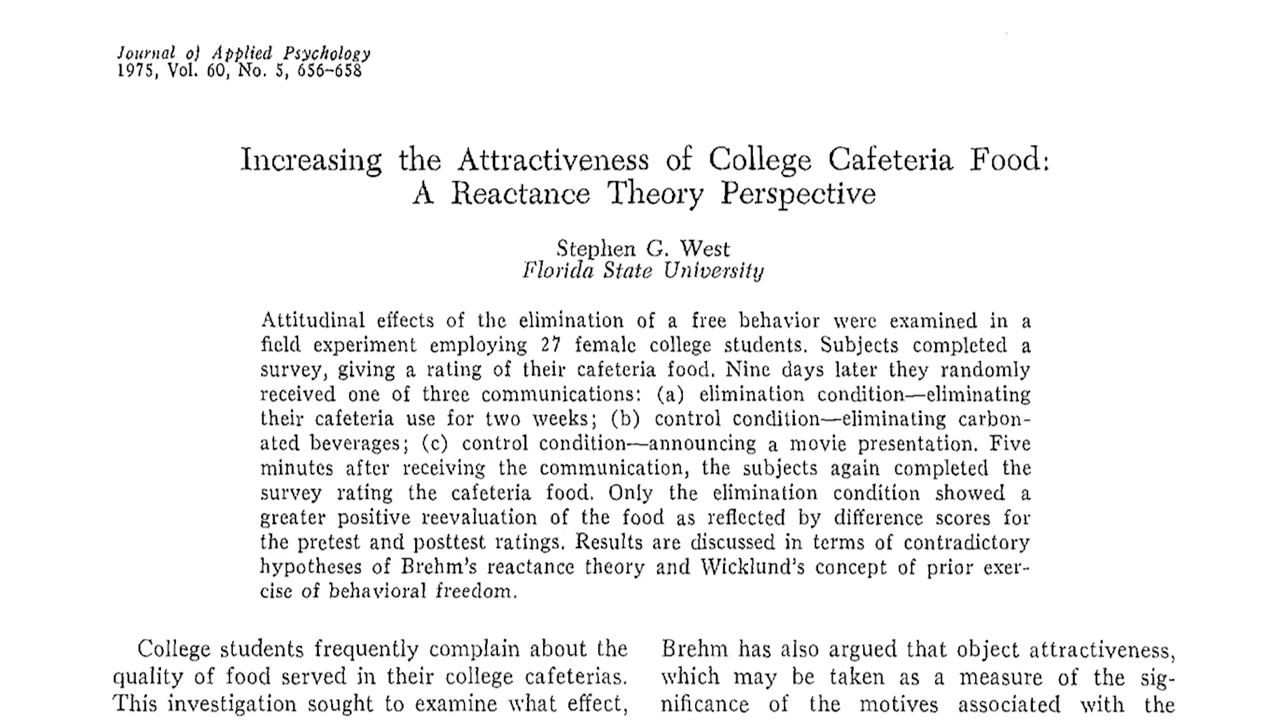 Journal of Applied Psychology
1975, Vol. 60, No. 5, 656–658
Increasing the Attractiveness of College Cafeteria Food:
A Reactance Theory Perspective
Stephen G. West
Florida State University
Attitudinal effects of the elimination of a free behavior were examined in a
field experiment employing 27 female college students. Subjects completed a
survey, giving a rating of their cafeteria food. Nine days later they randomly
received one of three communications: (a) elimination condition—eliminating
their cafeteria use for two weeks; (b) control condition—eliminating carbon-
ated beverages; (c) control condition—announcing a movie presentation. Five
minutes after receiving the communication, the subjects again completed the
survey rating the cafeteria food. Only the elimination condition showed a
greater positive reevaluation of the food as reflected by difference scores for
the pretest and posttest ratings. Results are discussed in terms of contradictory
hypotheses of Brehm's reactance theory and Wicklund's concept of prior exer-
cise of behavioral freedom.
College students frequently complain about the
quality of food served in their college cafeterias.
This investigation sought to examine what effect,
Brehm has also argued that object attractiveness,
which may be taken as a measure of the sig-
nificance of the motives associated with the